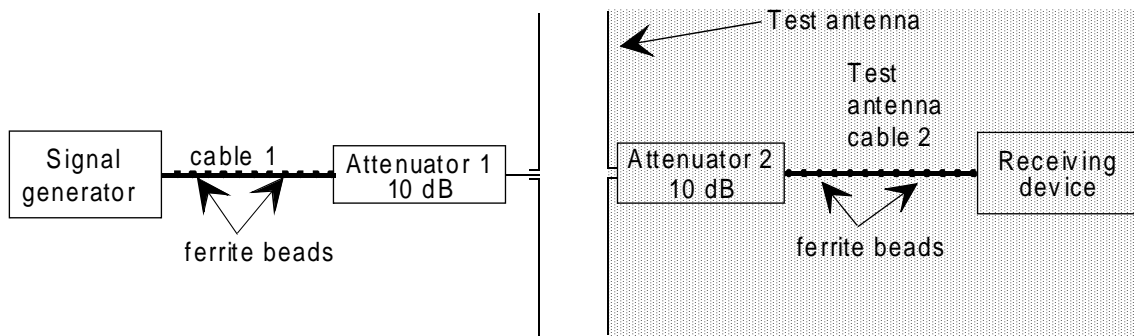 Test antenna
Test
antenna
cable 2
Signal
generator
cable 1
Attenuator 1
10 dB
Attenuator 2
10 dB
Receiving
device
ferrite beads
ferrite beads